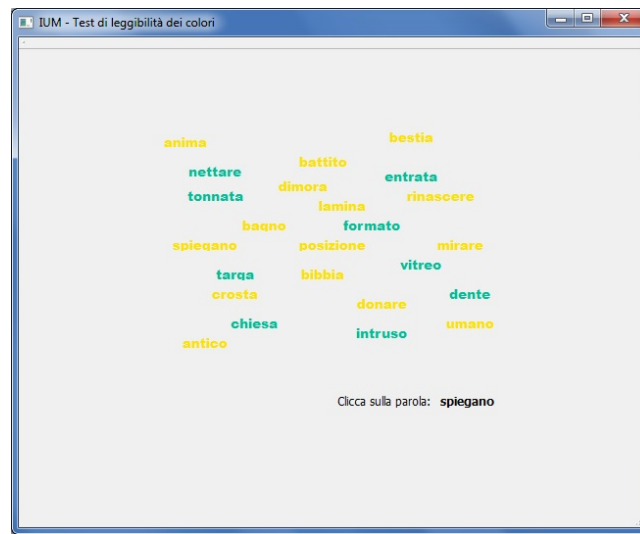 IUM - Test di leggibilità dei colori
anima
bestia
battito
nettare
entrata
dimora
tonnata
rinascere
lamina
bagno
formato
spiegano
posizione
mirare
vitreo
targa
bibbia
crosta
dente
donare
chiesa
umano
intruso
antico
Clicca sulla parola: spiegano